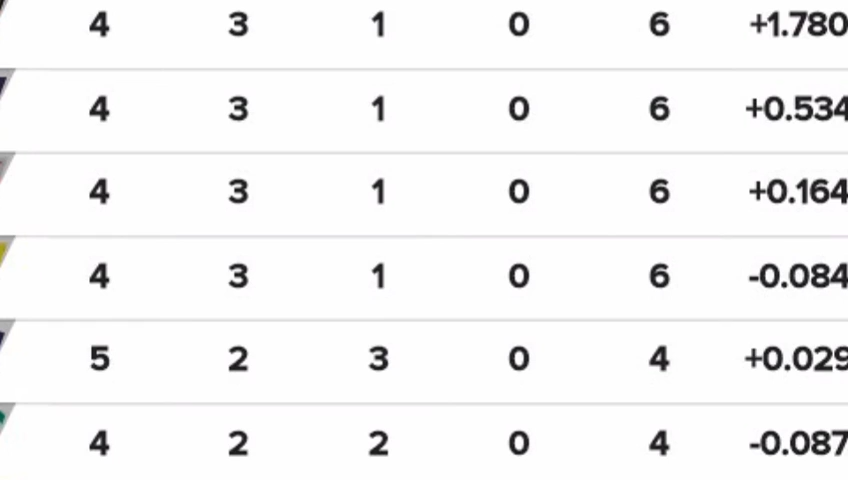 4 3 1 0 6 +1.780
4 3 1 0 6 +0.534
4 3 1 0 6 +0.164
4 3 1 0 6 -0.084
5 2 3 0 4 +0.029
4 2 2 0 4 -0.087